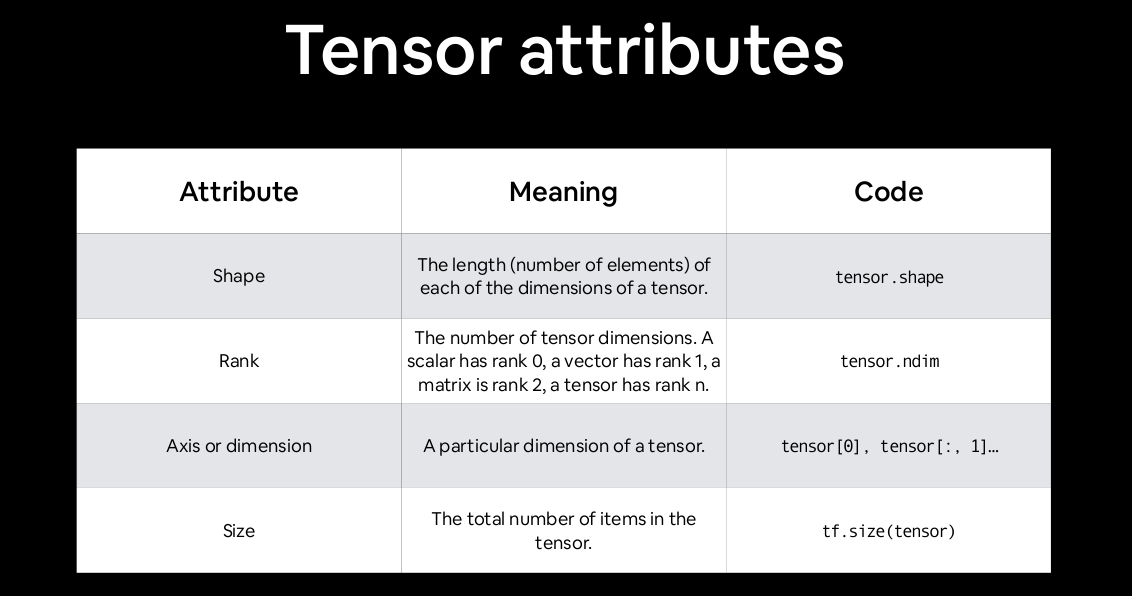 Tensor attributes
Attribute
Meaning
Code
Shape
The length (number of elements) of
each of the dimensions of a tensor.
tensor.shape
Rank
The number of tensor dimensions. A
scalar has rank 0, a vector has rank 1, a
matrix is rank 2, a tensor has rank n.
tensor.ndim
Axis or dimension
A particular dimension of a tensor.
tensor[0], tensor[:, 1]…
Size
The total number of items in the
tensor.
tf.size(tensor)